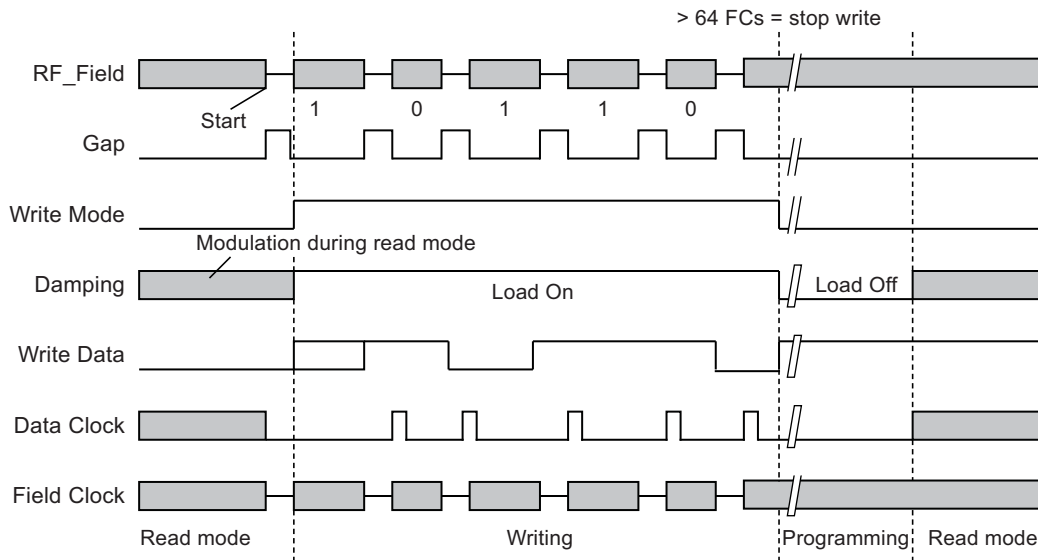 > 64 FCs = stop write
RF_Field
Start
1 0 1 1 0
Gap
Write Mode
Modulation during read mode
Damping
Load On
Load Off
Write Data
Data Clock
Field Clock
Read mode
Writing
Programming
Read mode